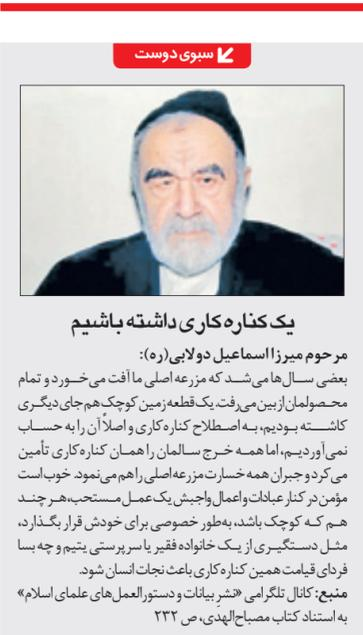 سبوی دوست
یک کناره کاری داشته باشیم
مرحوم میرزا اسماعیل دولابی(ره):
بعضی سال‌ها می‌شد که مزرعه اصلی ما آفت می‌خورد و تمام
محصولمان از بین می‌رفت. یک قطعه زمین کوچک هم جای دیگری
کاشته بودیم، به اصطلاح کناره کاری و اصلاً آن را به حساب
نمی‌آوردیم، اما همه خرج سالمان را همان کناره کاری تأمین
می‌کرد و جبران همه خسارت مزرعه اصلی را هم می‌نمود. خوب است
مؤمن در کنار عبادات و اعمال واجبش یک عمل مستحب، هر چند
هم که کوچک باشد، به‌طور خصوصی برای خودش قرار بگذارد،
مثل دستگیری از یک خانواده فقیر یا سرپرستی یتیم و چه بسا
فردای قیامت همین کناره کاری باعث نجات انسان شود.
منبع: کانال تلگرامی «نشر بیانات و دستورالعمل‌های علمای اسلام»
به استناد کتاب مصباح‌الهدی، ص ۲۳۲